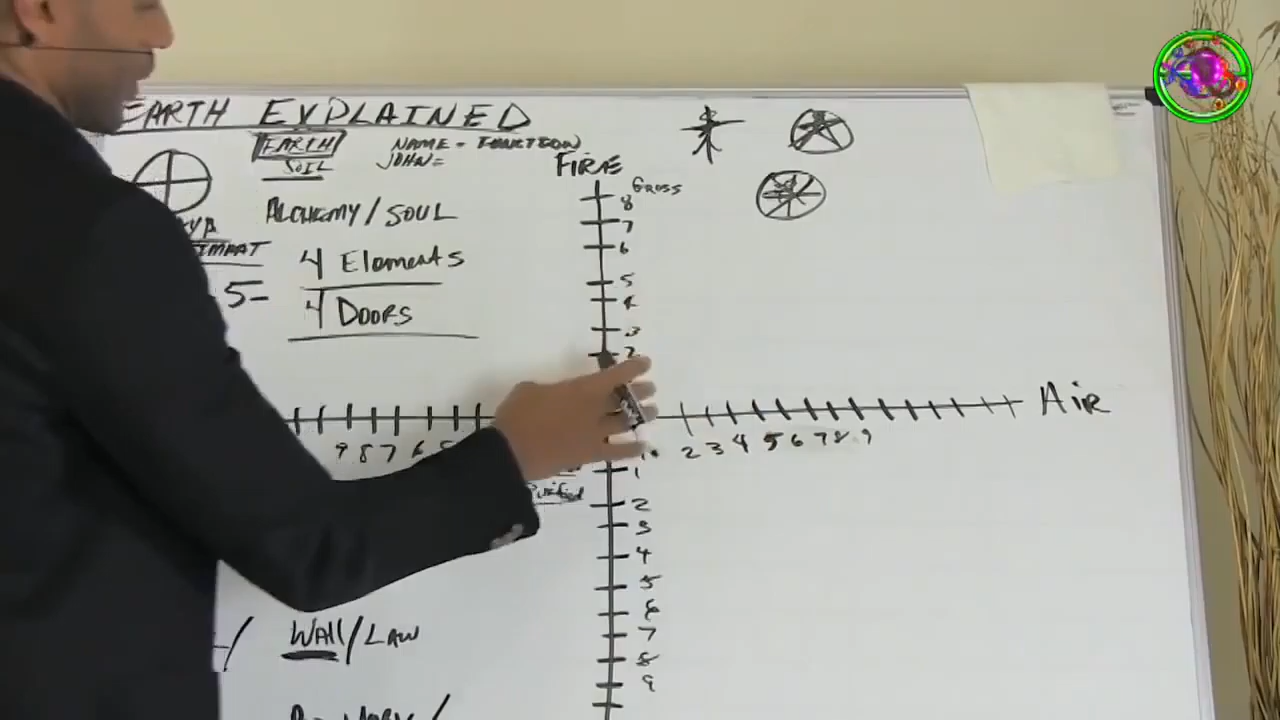 EARTH EXPLAINED
EARTH
SOIL
NAME = FUNCTION
JOHN =
ALCHEMY/SOUL
4 Elements
5=
4 DOORS
FIRE
Gross
8
7
6
5
4
3
2
9 8 7 6
Air
2 3 4 5 6 7 8 9
1
2
3
4
5
6
7
8
9
WAll/LAW